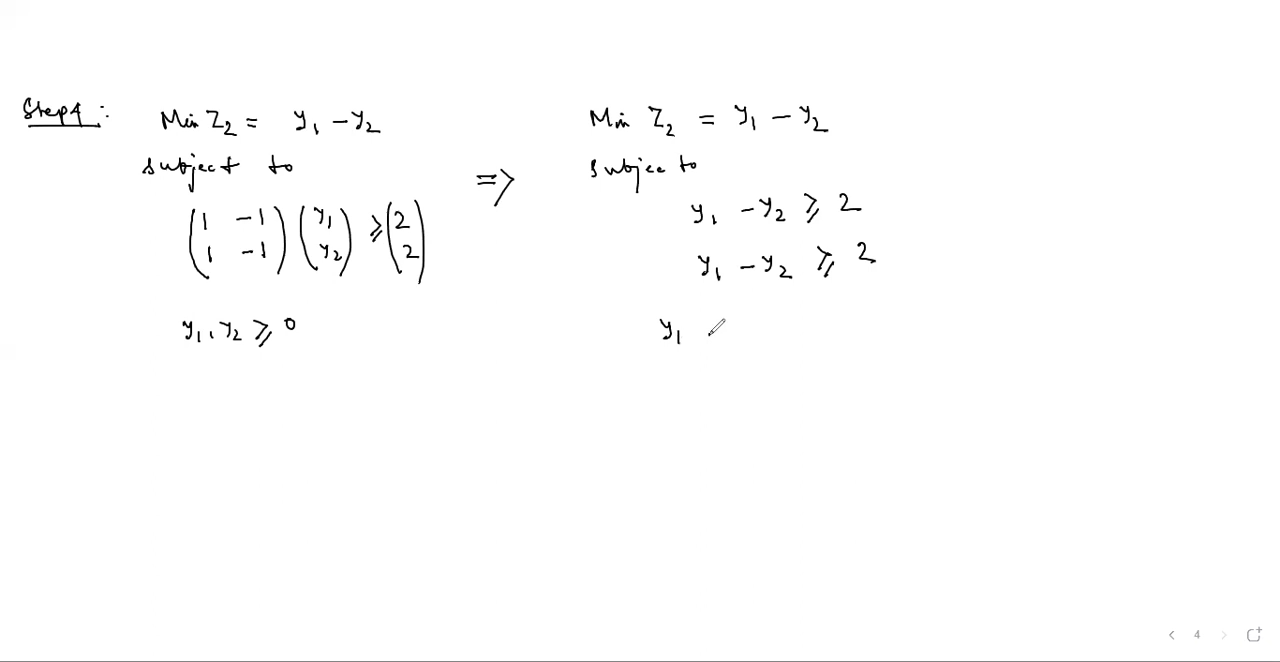 Step 4:
Min Z₂ = y₁ - y₂
subject to
(1 -1) (y₁) ≥ (2)
(1 -1) (y₂) (2)
y₁, y₂ ≥ 0
⇒
Min Z₂ = y₁ - y₂
subjec to
y₁ - y₂ ≥ 2
y₁ - y₂ ≥ 2
y₁
< 4 >